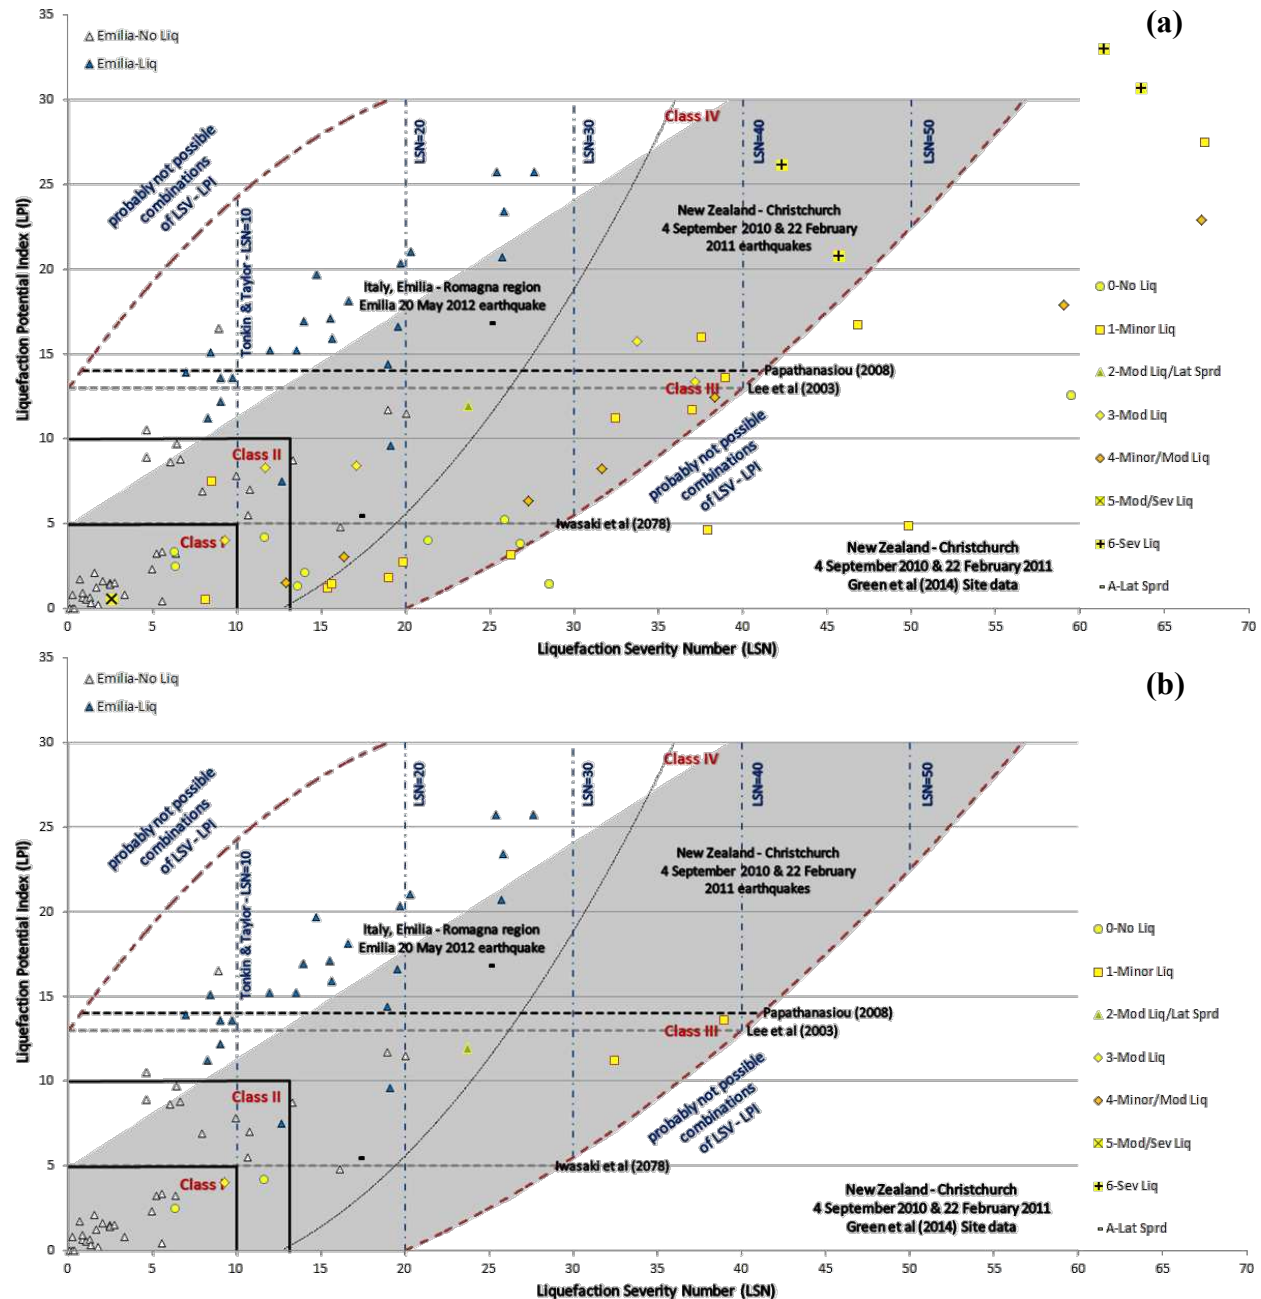 35
(a)
Emilia-No Liq
Emilia-Liq
30
Class IV
probably not possible
combinations
of LSV - LPI
LSN=20
LSN=30
LSN=40
LSN=50
25
New Zealand - Christchurch
4 September 2010 & 22 February
2011 earthquakes
Liquefaction Potential Index (LPI)
Tonkin & Taylor - LSN=10
20
Italy, Emilia - Romagna region
Emilia 20 May 2012 earthquake
0-No Liq
1-Minor Liq
15
Papathanasiou (2008)
2-Mod Liq/Lat Sprd
Class III
Lee et al (2003)
3-Mod Liq
10
Class II
probably not possible
combinations
of LSV - LPI
4-Minor/Mod Liq
5-Mod/Sev Liq
5
Iwasaki et al (2078)
Class I
New Zealand - Christchurch
4 September 2010 & 22 February 2011
Green et al (2014) Site data
6-Sev Liq
A-Lat Sprd
0
0 5 10 15 20 25 30 35 40 45 50 55 60 65 70
Liquefaction Severity Number (LSN)
35
(b)
Emilia-No Liq
Emilia-Liq
30
Class IV
probably not possible
combinations
of LSV - LPI
LSN=20
LSN=30
LSN=40
LSN=50
25
New Zealand - Christchurch
4 September 2010 & 22 February
2011 earthquakes
Liquefaction Potential Index (LPI)
Tonkin & Taylor - LSN=10
20
Italy, Emilia - Romagna region
Emilia 20 May 2012 earthquake
0-No Liq
1-Minor Liq
15
Papathanasiou (2008)
2-Mod Liq/Lat Sprd
Class III
Lee et al (2003)
3-Mod Liq
10
Class II
probably not possible
combinations
of LSV - LPI
4-Minor/Mod Liq
5-Mod/Sev Liq
5
Iwasaki et al (2078)
Class I
New Zealand - Christchurch
4 September 2010 & 22 February 2011
Green et al (2014) Site data
6-Sev Liq
A-Lat Sprd
0
0 5 10 15 20 25 30 35 40 45 50 55 60 65 70
Liquefaction Severity Number (LSN)